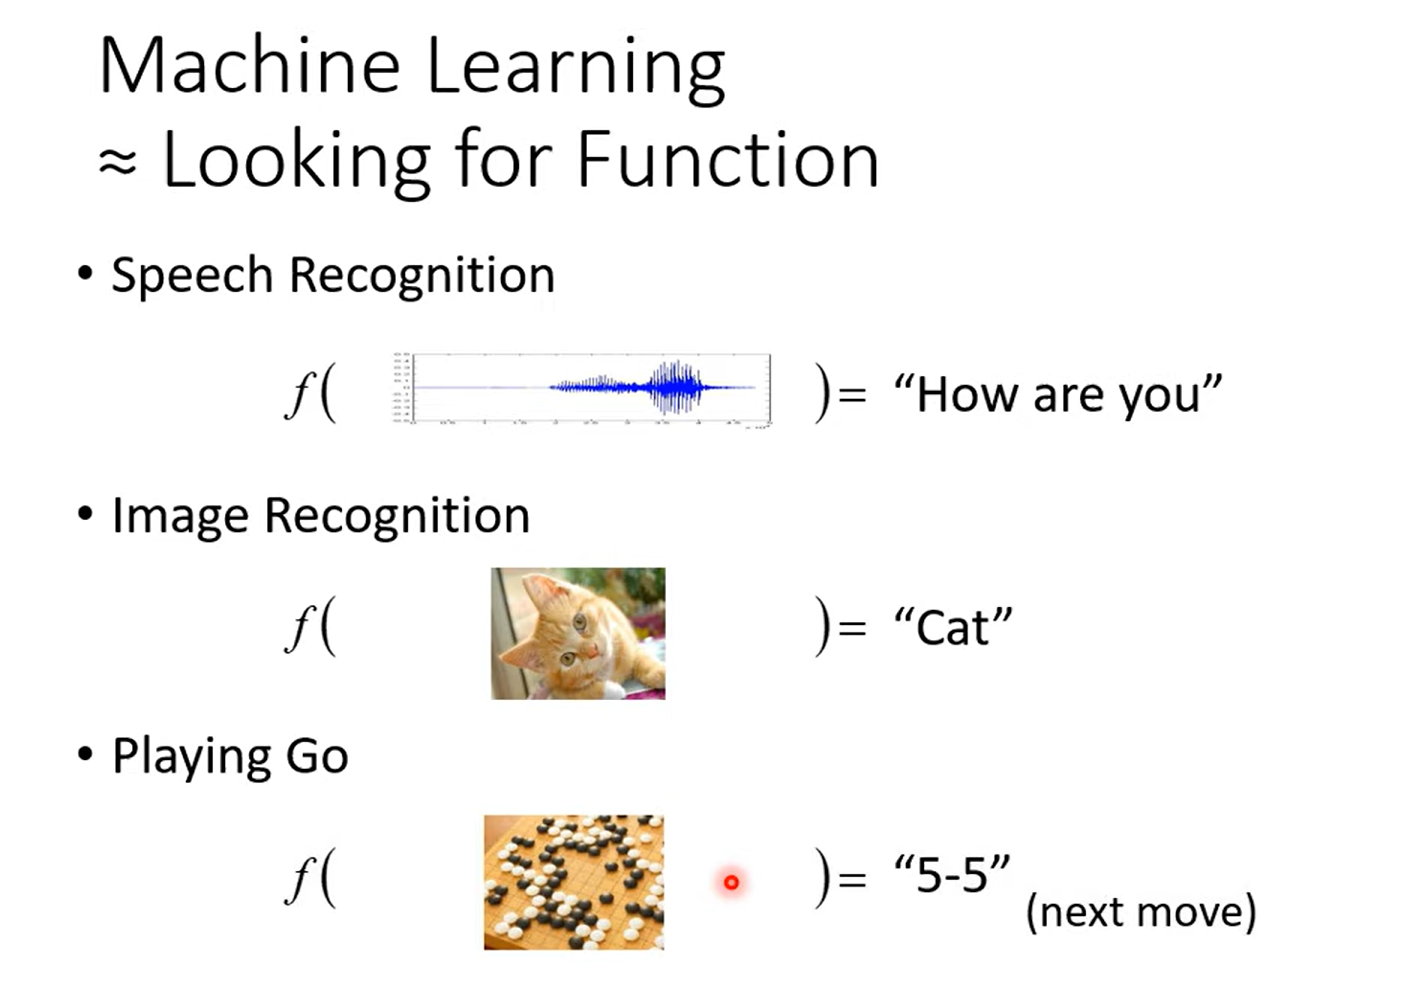 Machine Learning
≈ Looking for Function
• Speech Recognition
f( )= “How are you”
• Image Recognition
f( )= “Cat”
• Playing Go
f( )= “5-5”
(next move)